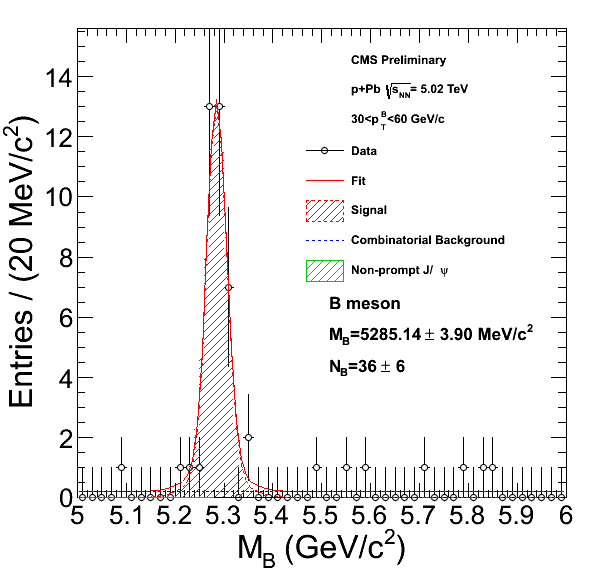 CMS Preliminary
p+Pb √s_NN = 5.02 TeV
30<p_T^B<60 GeV/c
Data
Fit
Signal
Combinatorial Background
Non-prompt J/ ψ
B meson
M_B=5285.14 ± 3.90 MeV/c²
N_B=36 ± 6
Entries / (20 MeV/c²)
14
12
10
8
6
4
2
0
5 5.1 5.2 5.3 5.4 5.5 5.6 5.7 5.8 5.9 6
M_B (GeV/c²)